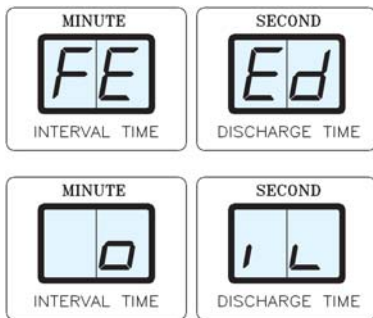 MINUTE SECOND
FE Ed
INTERVAL TIME DISCHARGE TIME
MINUTE SECOND
o iL
INTERVAL TIME DISCHARGE TIME